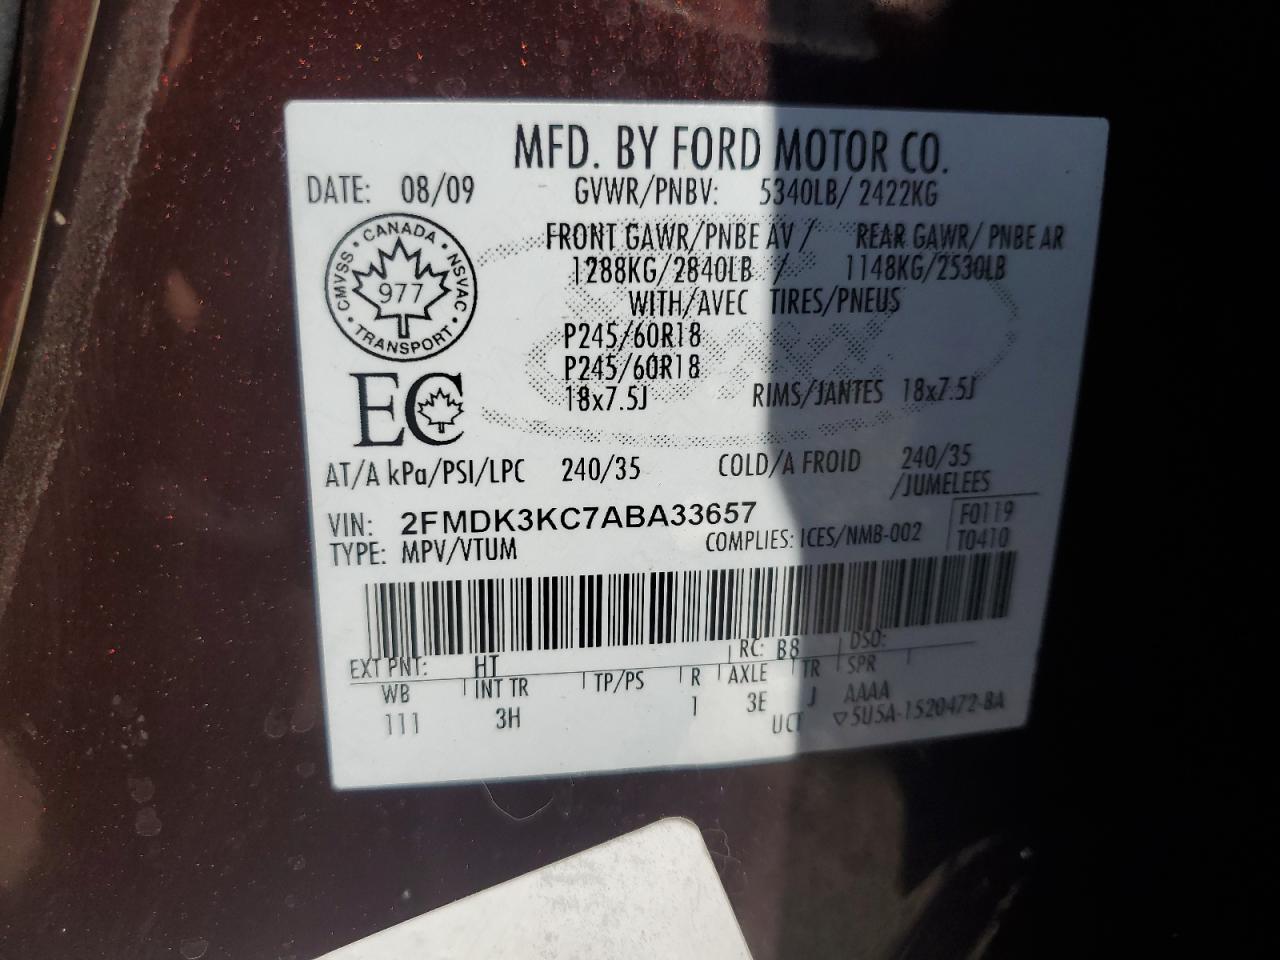 MFD. BY FORD MOTOR CO.
DATE: 08/09 GVWR/PNBV: 5340LB/ 2422KG
FRONT GAWR/PNBE AV / REAR GAWR/ PNBE AR
1288KG/2840LB / 1148KG/2530LB
WITH/AVEC TIRES/PNEUS
CANADA
CMVSS 977 NSVAC
TRANSPORT
P245/60R18
P245/60R18
18x7.5J RIMS/JANTES 18x7.5J
EC
AT/A kPa/PSI/LPC 240/35 COLD/A FROID 240/35
/JUMELEES
VIN: 2FMDK3KC7ABA33657 F0119
TYPE: MPV/VTUM COMPLIES: ICES/NMB-002 T0410
EXT PNT: HT RC: B8 DSO:
WB INT TR TP/PS R AXLE TR SPR
111 3H 1 3E J AAAA
UCT ▽5U5A-1520472-BA